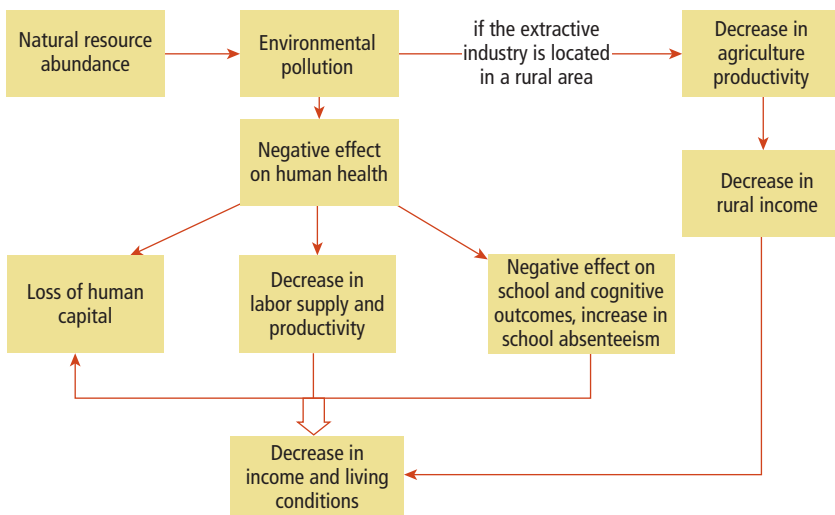 Natural resource
abundance
Environmental
pollution
if the extractive
industry is located
in a rural area
Decrease in
agriculture
productivity
Negative effect
on human health
Decrease in
rural income
Loss of human
capital
Decrease in
labor supply and
productivity
Negative effect on
school and cognitive
outcomes, increase in
school absenteeism
Decrease in
income and living
conditions